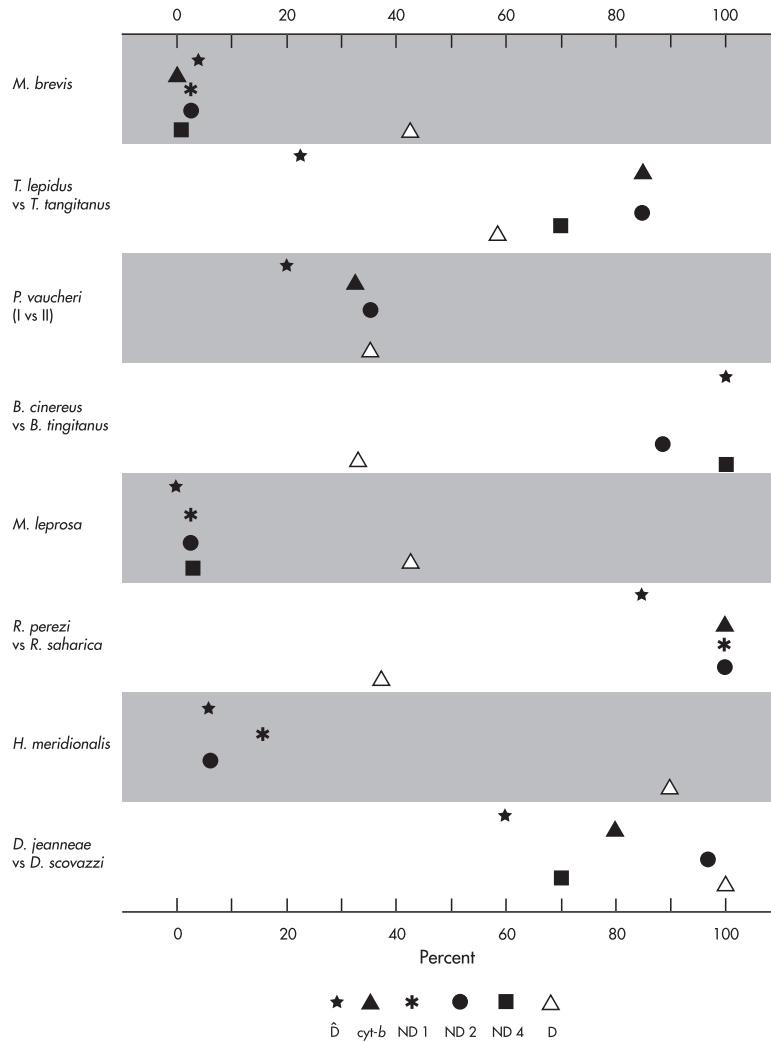 0 20 40 60 80 100
M. brevis
T. lepidus
vs T. tangitanus
P. vaucheri
(I vs II)
B. cinereus
vs B. tingitanus
M. leprosa
R. perezi
vs R. saharica
H. meridionalis
D. jeanneae
vs D. scovazzi
0 20 40 60 80 100
Percent
D̂ cyt-b ND 1 ND 2 ND 4 D